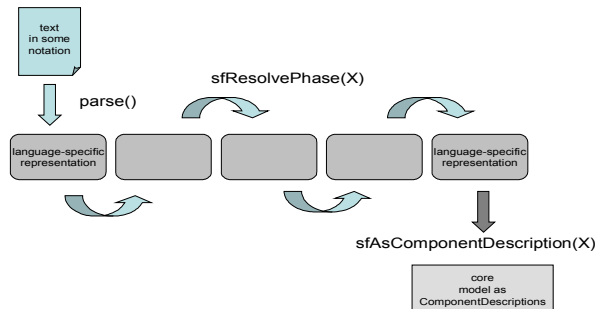 text
in some
notation
sfResolvePhase(X)
parse()
language-specific
representation
language-specific
representation
sfAsComponentDescription(X)
core
model as
ComponentDescriptions